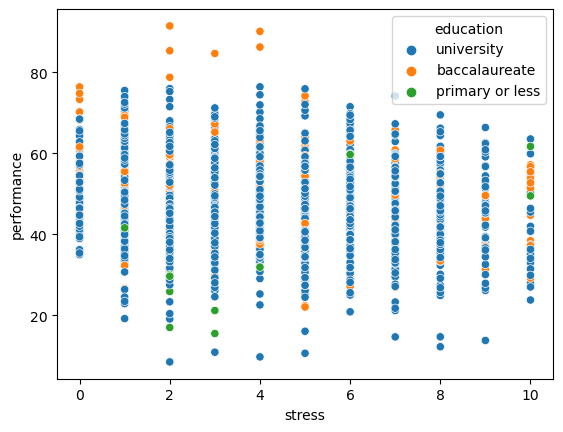 education
university
baccalaureate
primary or less
80
60
40
20
performance
0 2 4 6 8 10
stress